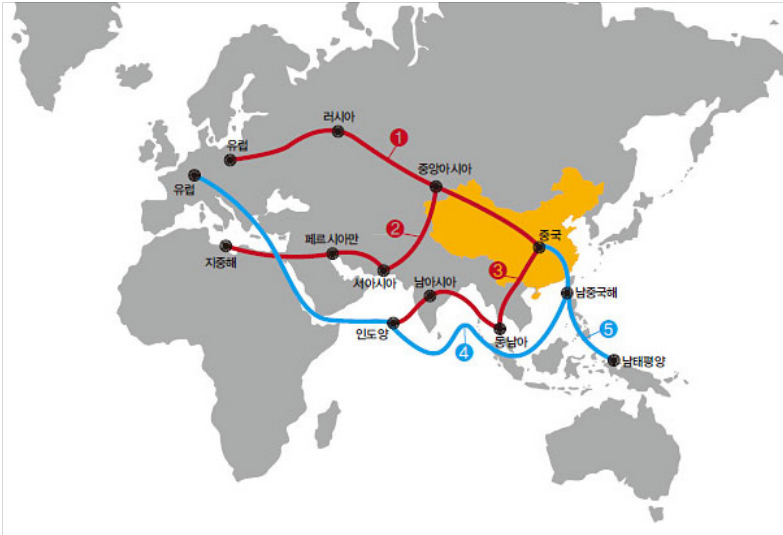 러시아
1
유럽
중앙아시아
유럽
2
중국
페르시아만
지중해
3
서아시아
남아시아
남중국해
인도양
동남아
5
4
남태평양